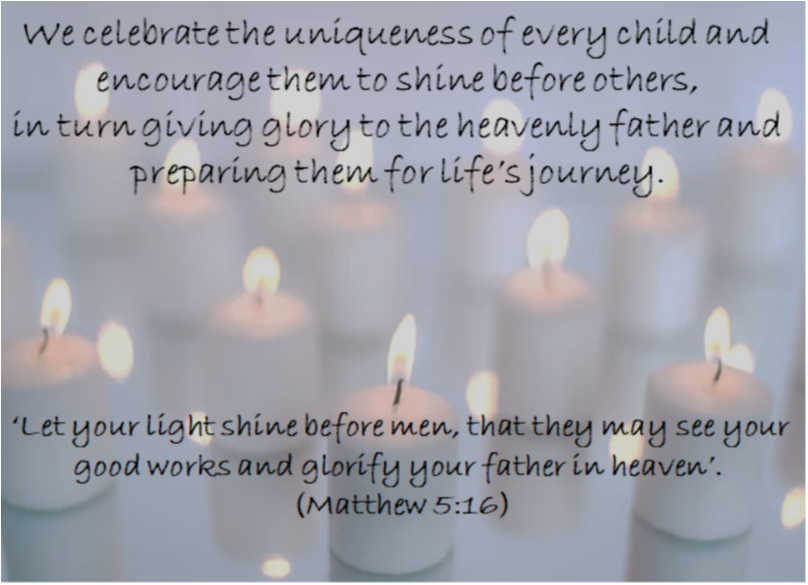 We celebrate the uniqueness of every child and
encourage them to shine before others,
in turn giving glory to the heavenly father and
preparing them for life's journey.
'Let your light shine before men, that they may see your
good works and glorify your father in heaven'.
(Matthew 5:16)